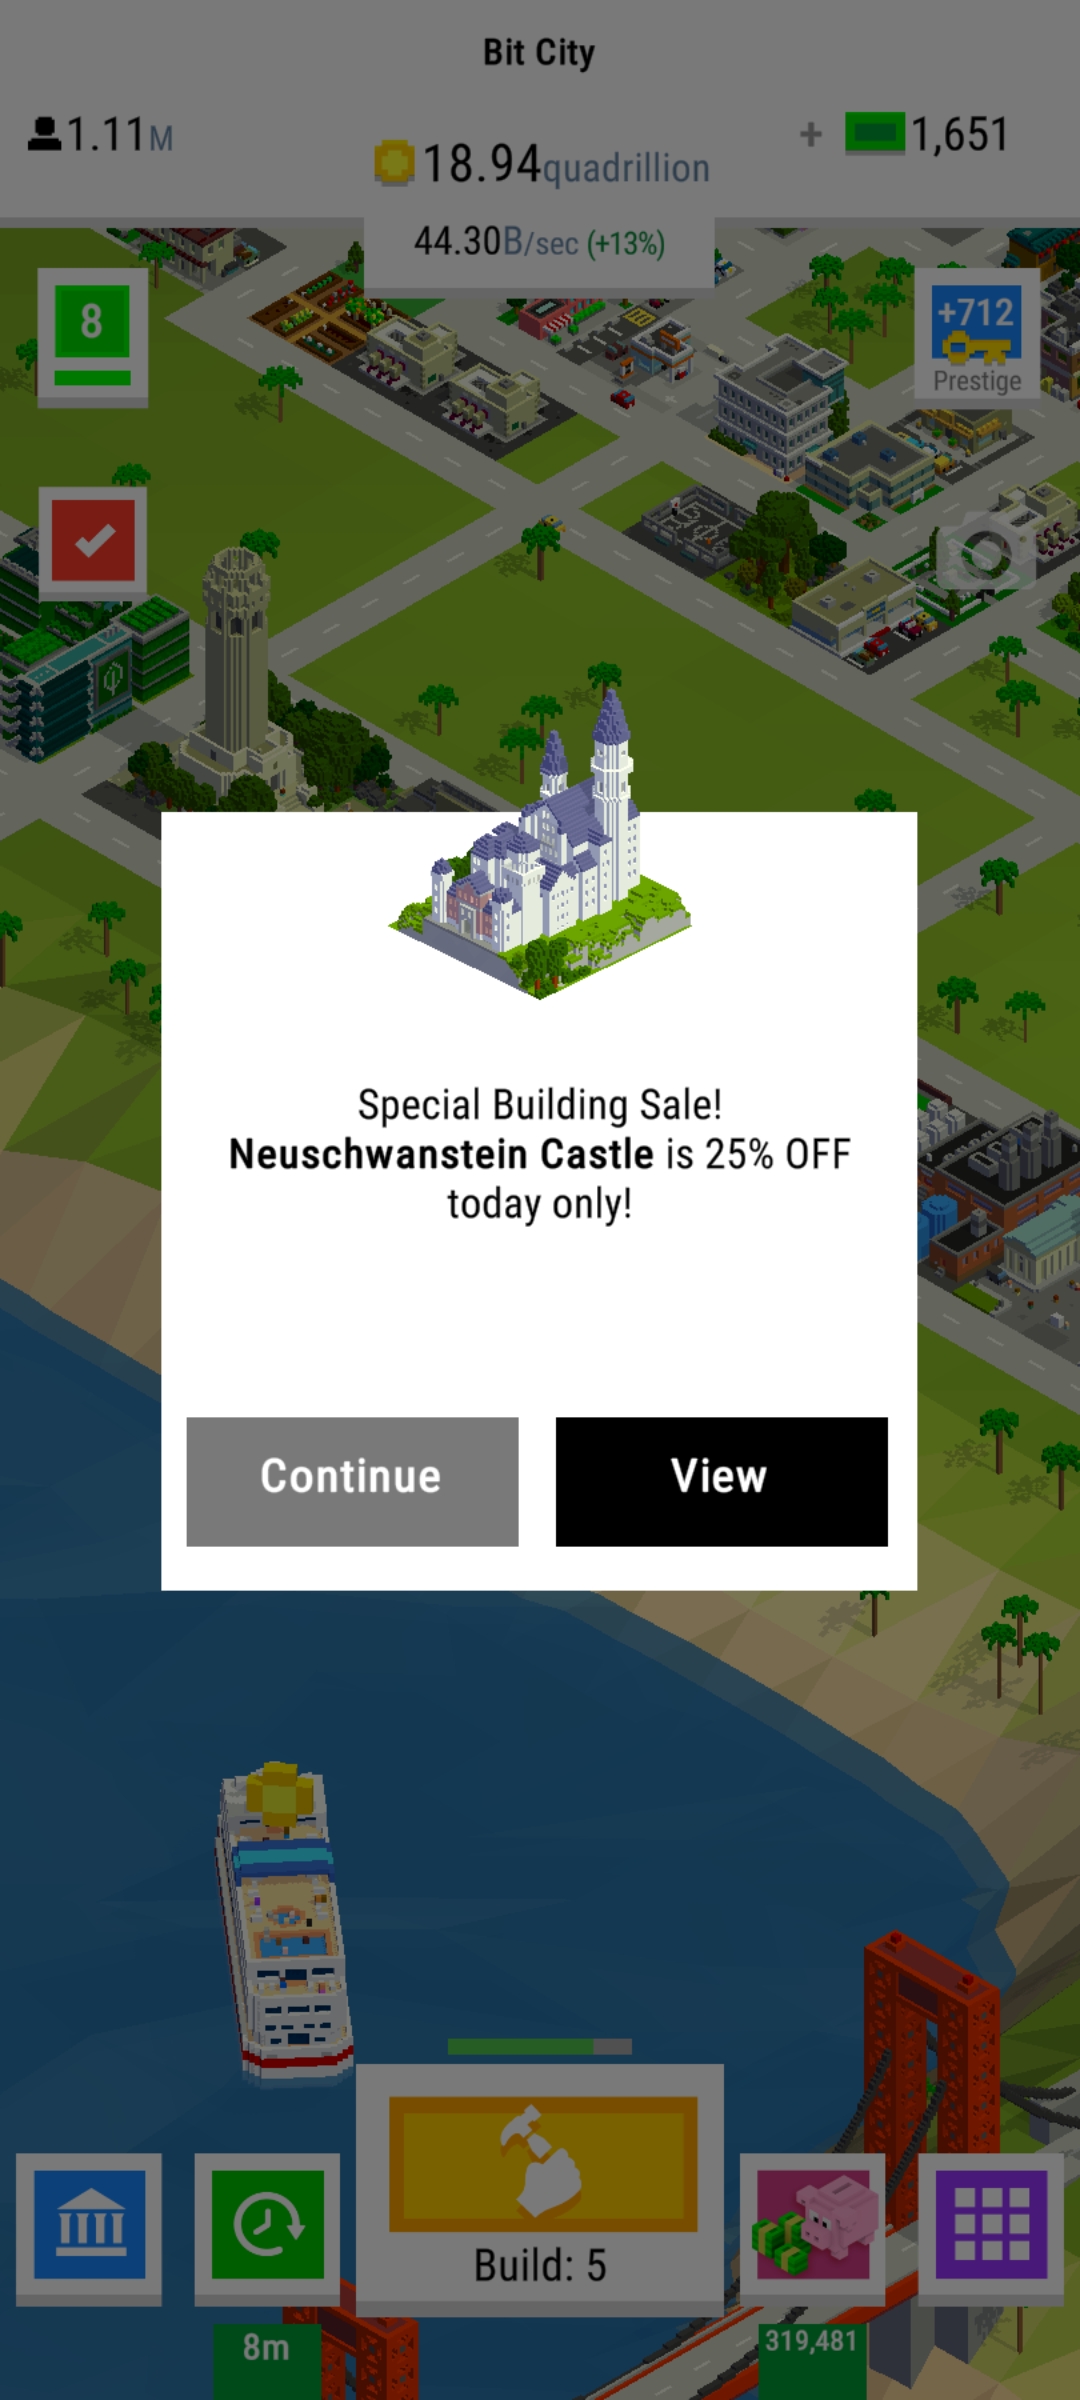 Bit City
1.11M
18.94quadrillion
+ 1,651
44.30B/sec (+13%)
8
+712
Prestige
Special Building Sale!
Neuschwanstein Castle is 25% OFF
today only!
Continue
View
Build: 5
8m
319,481